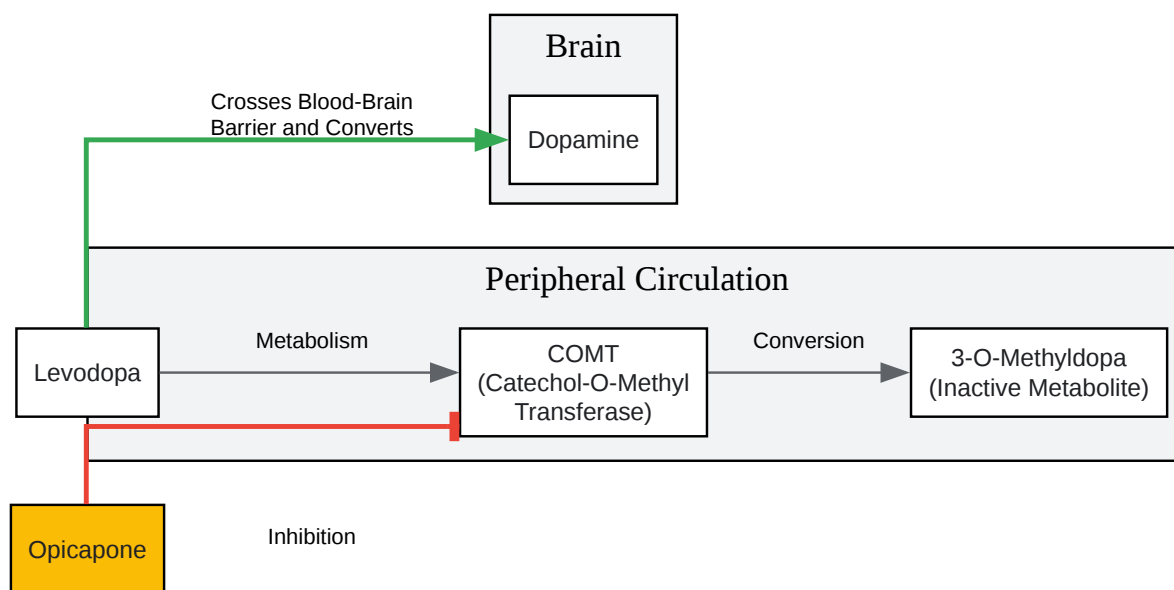 Brain
Crosses Blood-Brain
Barrier and Converts
Dopamine
Peripheral Circulation
Levodopa
Metabolism
COMT
(Catechol-O-Methyl
Transferase)
Conversion
3-O-Methyldopa
(Inactive Metabolite)
Opicapone
Inhibition